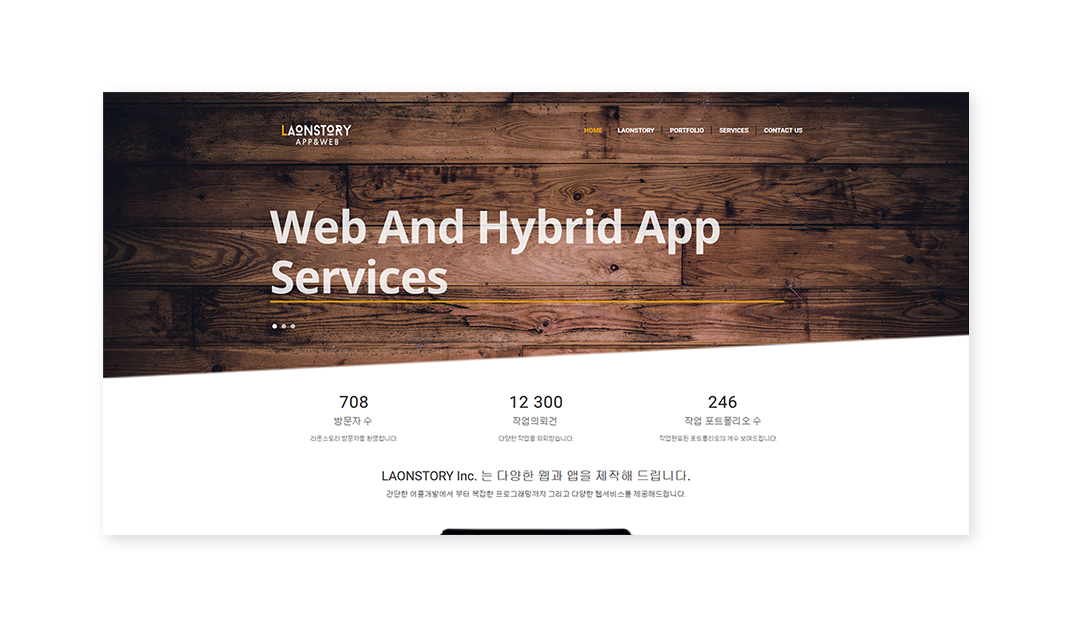 LAONSTORY
APP&WEB
HOME
LAONSTORY
PORTFOLIO
SERVICES
CONTACT US
Web And Hybrid App
Services
708
12 300
246
방문자 수
작업의뢰건
작업 포트폴리오 수
라온스토리 방문자를 환영합니다.
다양한 작업을 의뢰받습니다.
작업완료된 포트폴리오의 개수 보여드립니다.
LAONSTORY Inc. 는 다양한 웹과 앱을 제작해 드립니다.
간단한 어플개발에서 부터 복잡한 프로그래밍까지 그리고 다양한 웹서비스를 제공해드립니다.